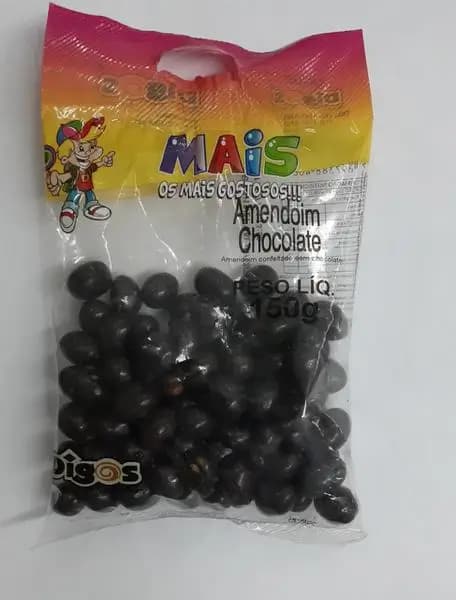 MAIS
OS MAIS GOSTOSOS!!!
Amendoim
Chocolate
Amendoim confeitado com chocolate
PESO LÍQ.
150g
Digos